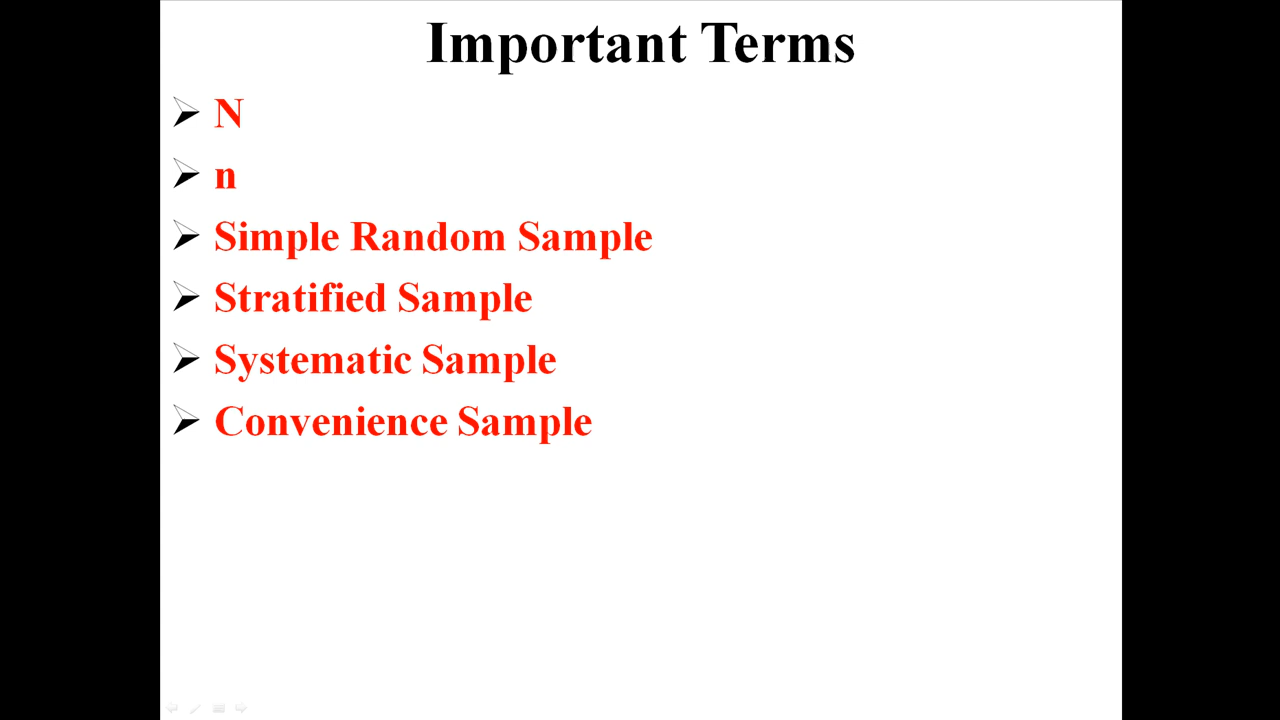 Important Terms
N
n
Simple Random Sample
Stratified Sample
Systematic Sample
Convenience Sample